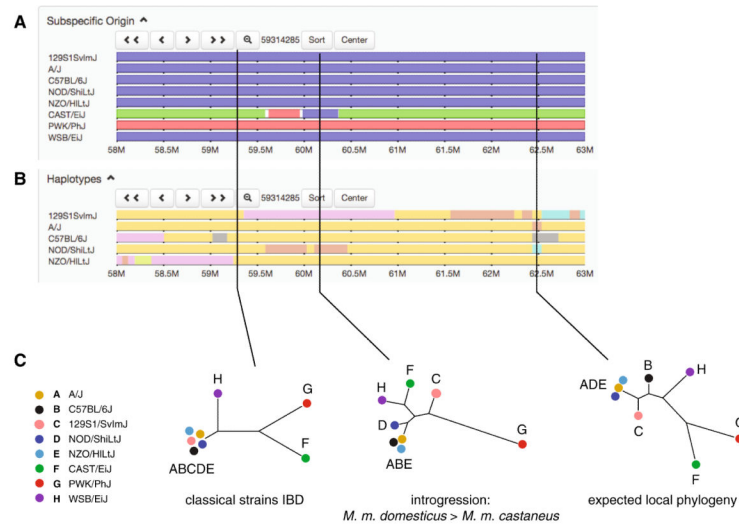 A
Subspecific Origin
<< < > >> 59314285 Sort Center
129S1SvImJ
A/J
C57BL/6J
NOD/ShiLtJ
NZO/HILtJ
CAST/EiJ
PWK/PhJ
WSB/EiJ
58M 58.5M 59M 59.5M 60M 60.5M 61M 61.5M 62M 62.5M 63M
B
Haplotypes
<< < > >> 59314285 Sort Center
129S1SvImJ
A/J
C57BL/6J
NOD/ShiLtJ
NZO/HILtJ
58M 58.5M 59M 59.5M 60M 60.5M 61M 61.5M 62M 62.5M 63M
C
A A/J
B C57BL/6J
C 129S1/SvImJ
D NOD/ShiLtJ
E NZO/HILtJ
F CAST/EiJ
G PWK/PhJ
H WSB/EiJ
H
G
F
ABCDE
classical strains IBD
F
C
H
D
G
ABE
introgression:
M. m. domesticus > M. m. castaneus
B
H
ADE
C
F
expected local phylogeny